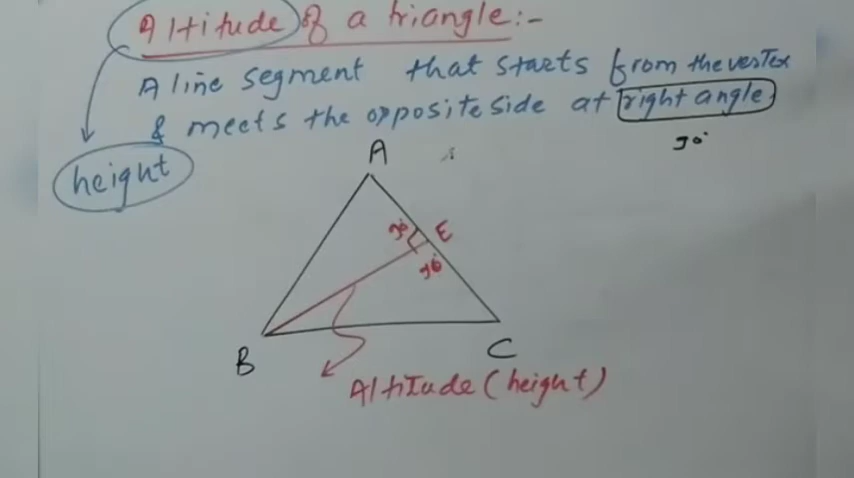 Altitude of a triangle:-
A line segment that starts from the vertex
& meets the opposite side at right angle.
90°
height
A
90° E
90°
B
C
Altitude (height)